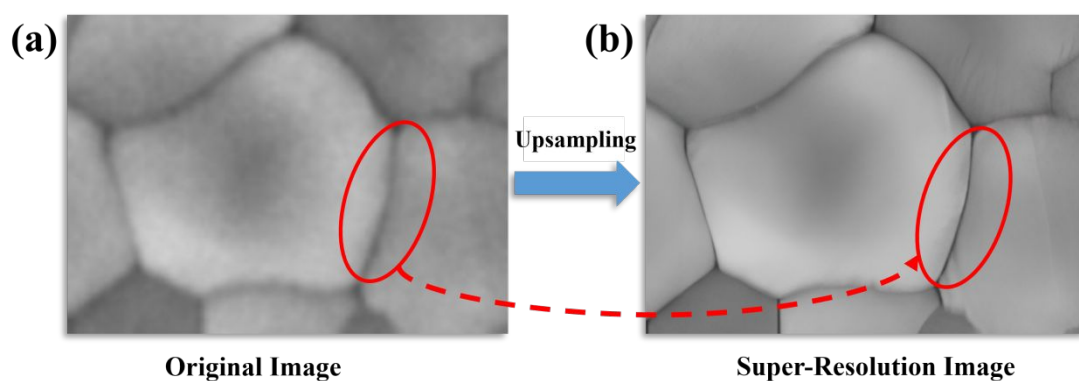 (a)
(b)
Upsampling
Original Image
Super-Resolution Image